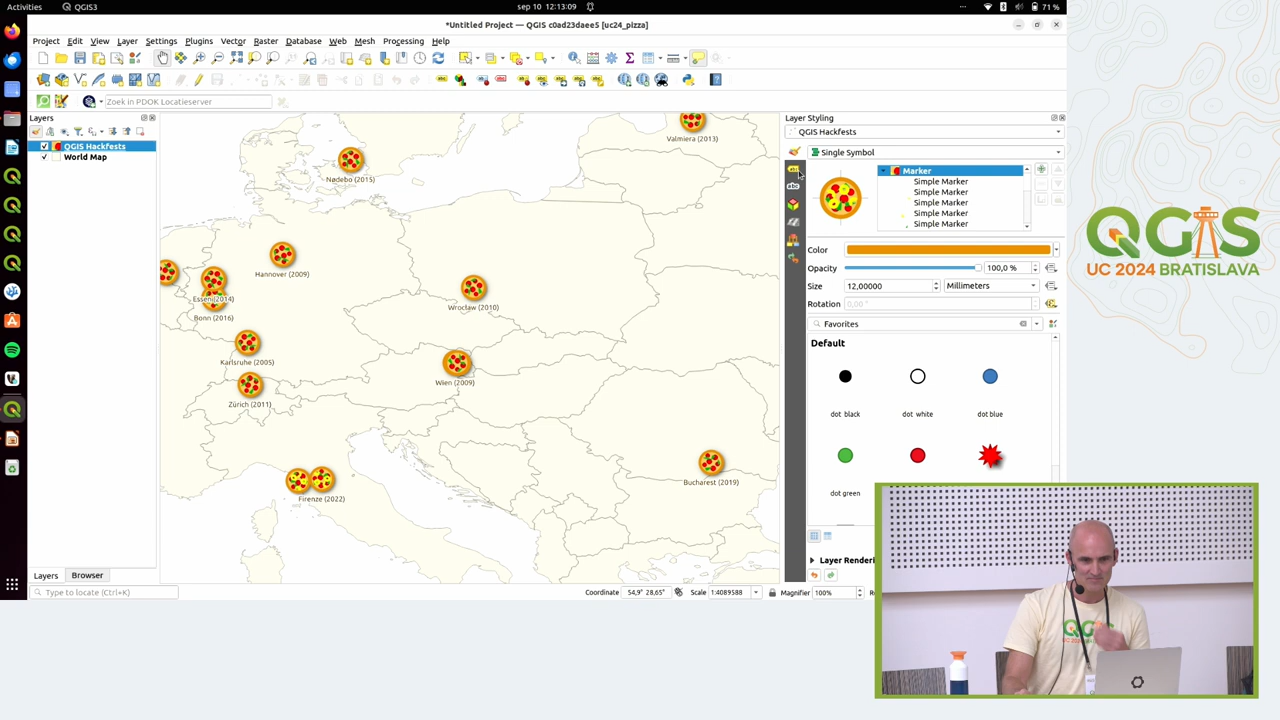 Activities QGIS3 sep 10 12:13:09 71 %
*Untitled Project — QGIS c0ad23daee5 [uc24_pizza]
Project Edit View Layer Settings Plugins Vector Raster Database Web Mesh Processing Help
Zoek in PDOK Locatieserver
Layers
QGIS Hackfests
World Map
Valmiera (2013)
Nødebo (2015)
Hannover (2009)
Essen (2014)
Bonn (2016)
Wrocław (2010)
Karlsruhe (2005)
Wien (2009)
Zürich (2011)
Firenze (2022)
Bucharest (2019)
Layer Styling
QGIS Hackfests
Single Symbol
Marker
Simple Marker
Simple Marker
Simple Marker
Simple Marker
Simple Marker
Color
Opacity 100,0 %
Size 12,00000 Millimeters
Rotation 0,00 °
Favorites
Default
dot black dot white dot blue
dot green
Layer Renderi
Layers Browser
Type to locate (Ctrl+K)
Coordinate 54,9° 28,65° Scale 1:4089588 Magnifier 100%
QGIS
UC 2024 BRATISLAVA
QGIS